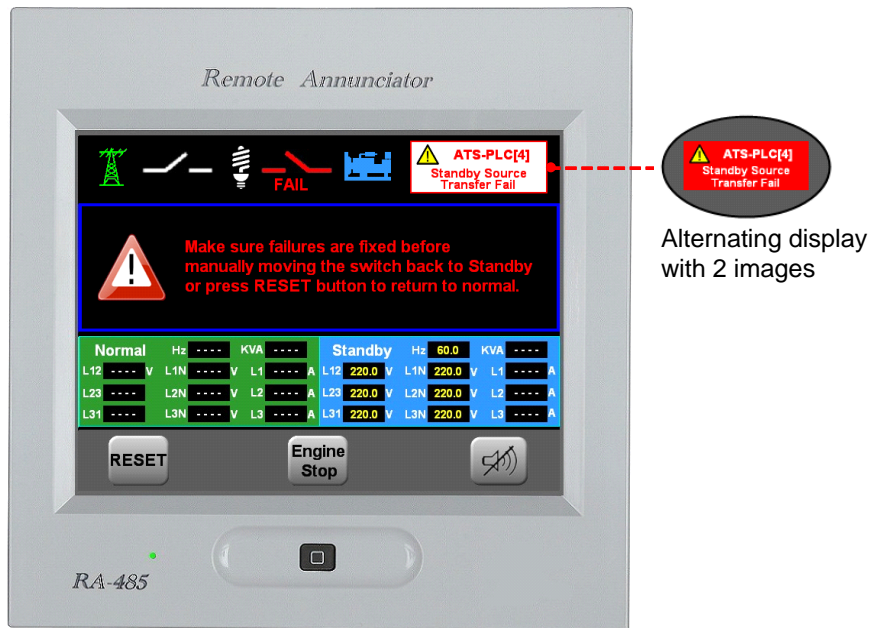 Remote Annunciator
FAIL
ATS-PLC[4]
Standby Source
Transfer Fail
ATS-PLC[4]
Standby Source
Transfer Fail
Alternating display
with 2 images
Make sure failures are fixed before
manually moving the switch back to Standby
or press RESET button to return to normal.
Normal Hz ---- KVA ---- Standby Hz 60.0 KVA ----
L12 ---- V L1N ---- V L1 ---- A L12 220.0 V L1N 220.0 V L1 ---- A
L23 ---- L2N ---- V L2 ---- A L23 220.0 V L2N 220.0 V L2 ---- A
L31 ---- L3N ---- V L3 ---- A L31 220.0 V L3N 220.0 V L3 ---- A
RESET
Engine
Stop
RA-485